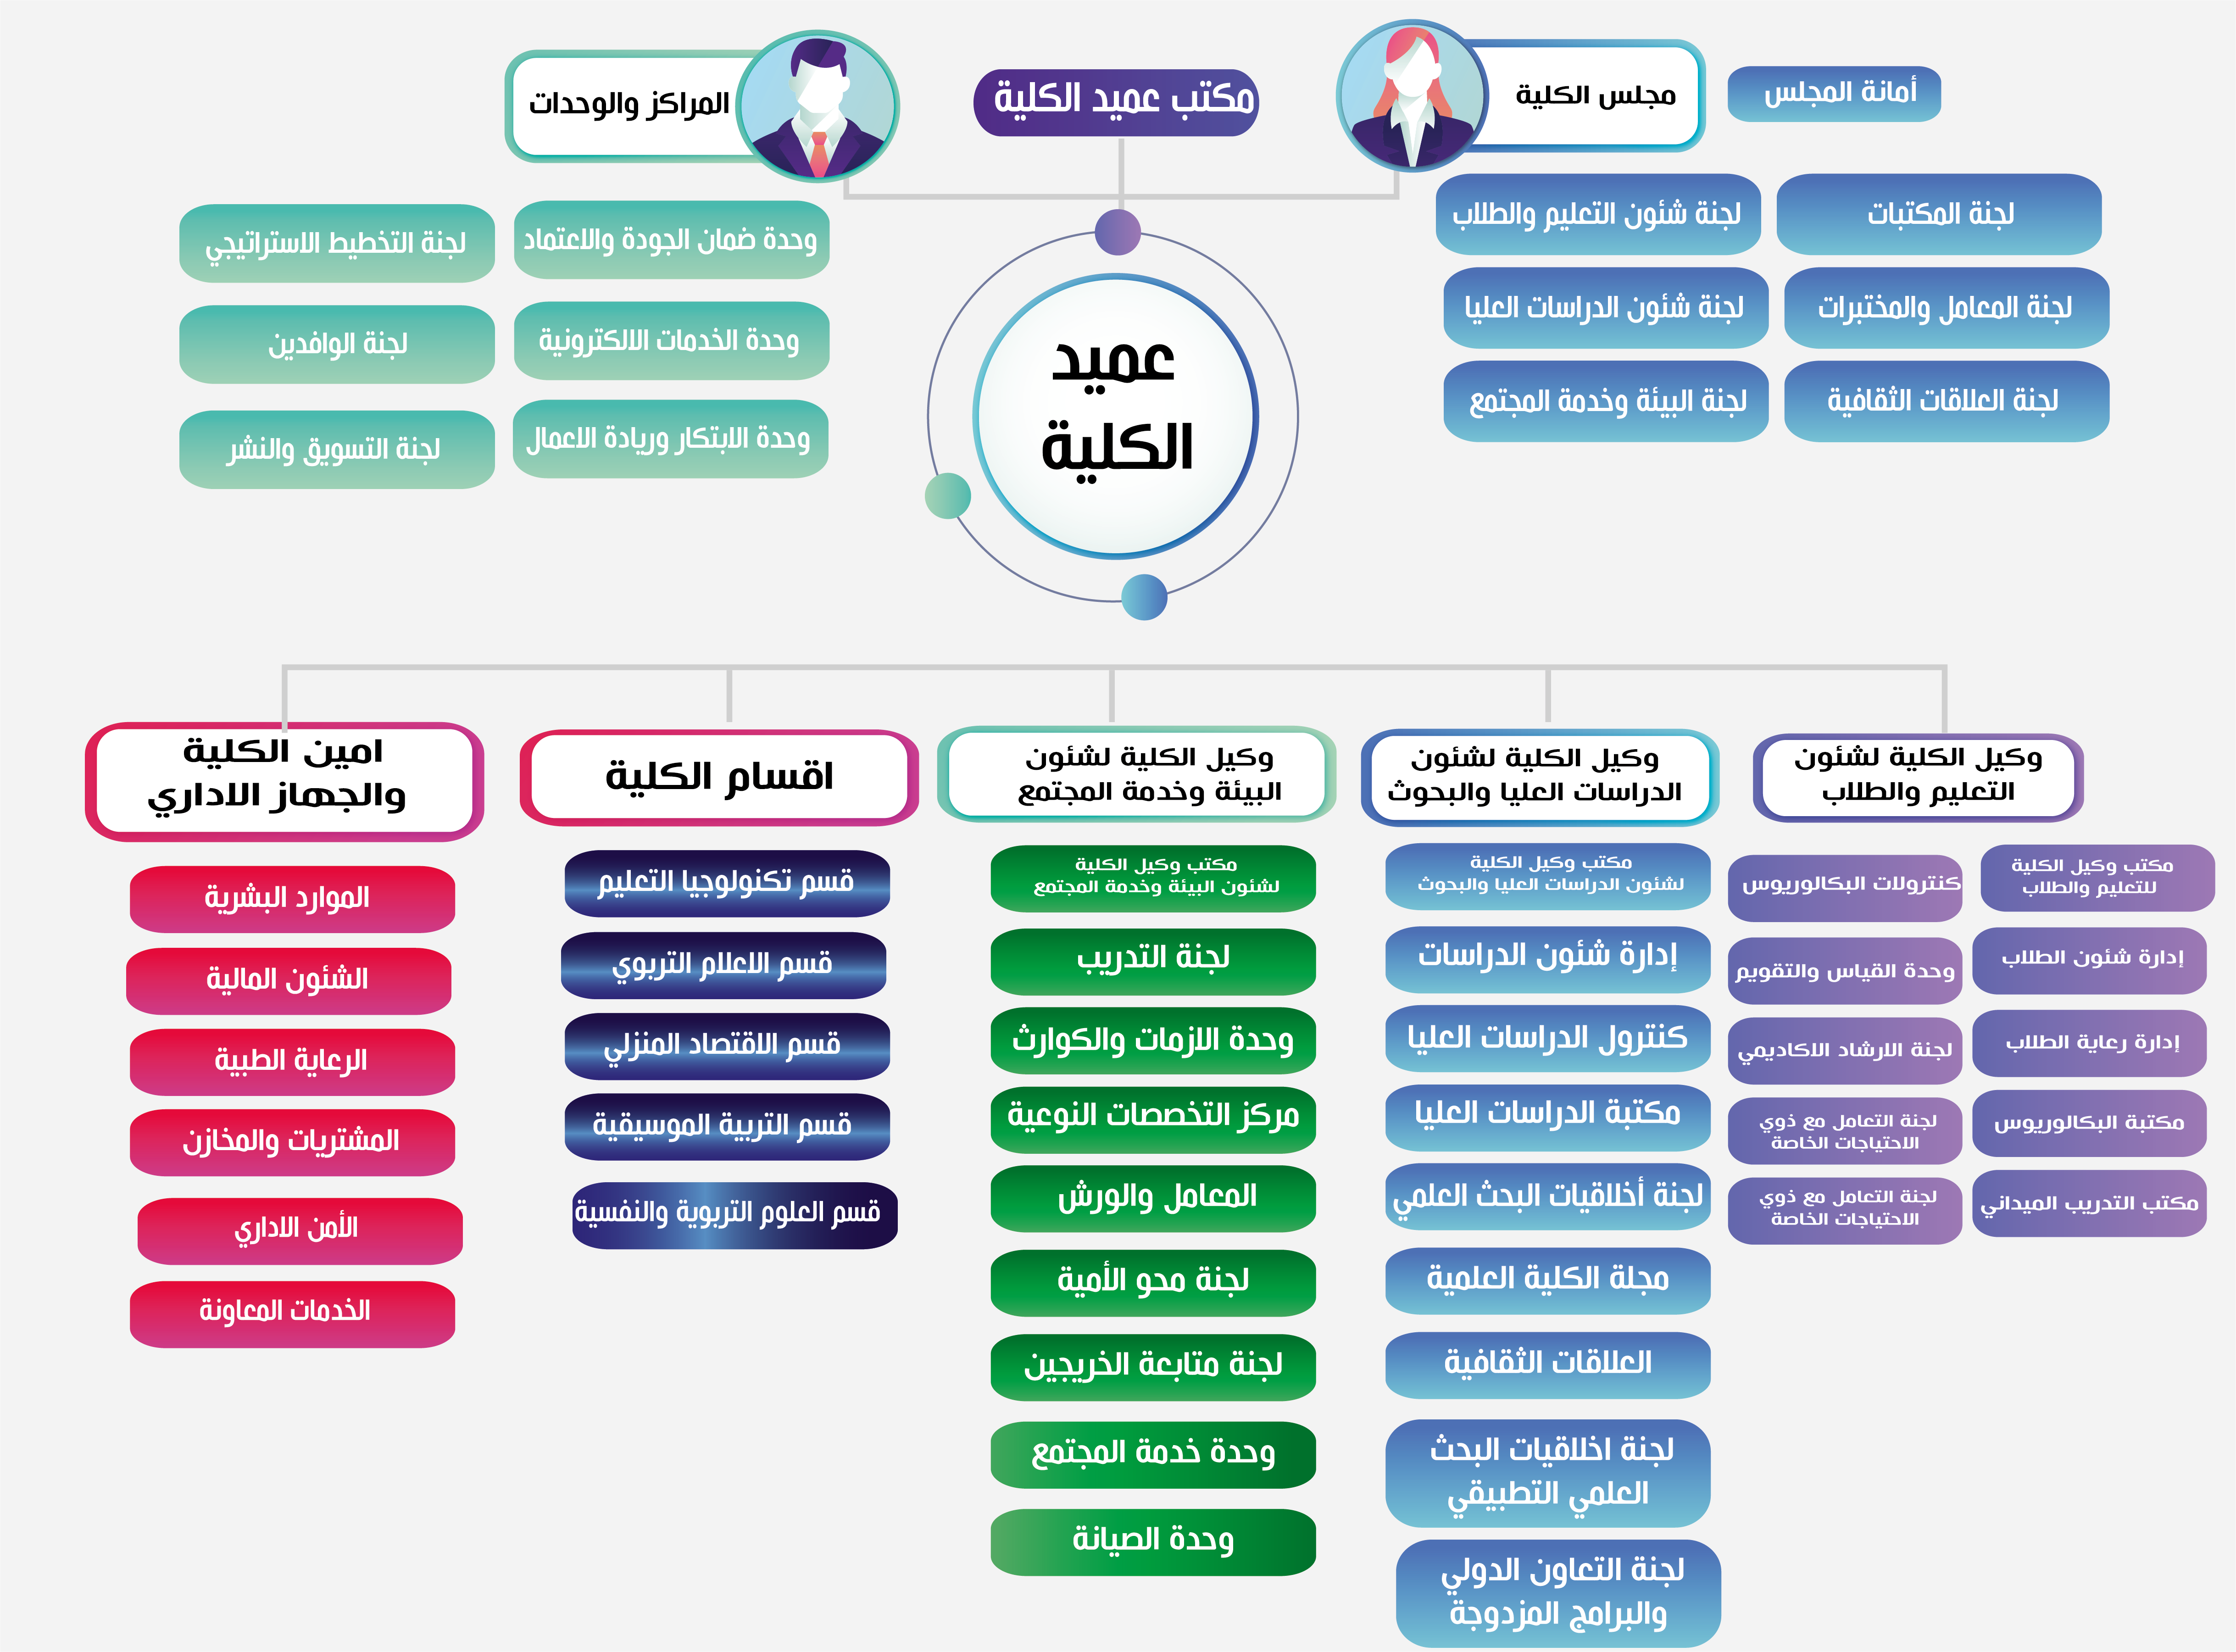 أمانة المجلس
مجلس الكلية
مكتب عميد الكلية
المراكز والوحدات
لجنة المكتبات
لجنة شئون التعليم والطلاب
لجنة المعامل والمختبرات
لجنة شئون الدراسات العليا
لجنة العلاقات الثقافية
لجنة البيئة وخدمة المجتمع
وحدة ضمان الجودة والاعتماد
لجنة التخطيط الاستراتيجي
وحدة الخدمات الالكترونية
لجنة الوافدين
وحدة الابتكار وريادة الاعمال
لجنة التسويق والنشر
عميد
الكلية
وكيل الكلية لشئون
التعليم والطلاب
مكتب وكيل الكلية
للتعليم والطلاب
إدارة شئون الطلاب
إدارة رعاية الطلاب
مكتبة البكالوريوس
مكتب التدريب الميداني
كنترولات البكالوريوس
وحدة القياس والتقويم
لجنة الارشاد الاكاديمي
لجنة التعامل مع ذوي
الاحتياجات الخاصة
لجنة التعامل مع ذوي
الاحتياجات الخاصة
وكيل الكلية لشئون
الدراسات العليا والبحوث
مكتب وكيل الكلية
لشئون الدراسات العليا والبحوث
إدارة شئون الدراسات
كنترول الدراسات العليا
مكتبة الدراسات العليا
لجنة أخلاقيات البحث العلمي
مجلة الكلية العلمية
العلاقات الثقافية
لجنة اخلاقيات البحث
العلمي التطبيقي
لجنة التعاون الدولي
والبرامج المزدوجة
وكيل الكلية لشئون
البيئة وخدمة المجتمع
مكتب وكيل الكلية
لشئون البيئة وخدمة المجتمع
لجنة التدريب
وحدة الازمات والكوارث
مركز التخصصات النوعية
المعامل والورش
لجنة محو الأمية
لجنة متابعة الخريجين
وحدة خدمة المجتمع
وحدة الصيانة
اقسام الكلية
قسم تكنولوجيا التعليم
قسم الاعلام التربوي
قسم الاقتصاد المنزلي
قسم التربية الموسيقية
قسم العلوم التربوية والنفسية
امين الكلية
والجهاز الاداري
الموارد البشرية
الشئون المالية
الرعاية الطبية
المشتريات والمخازن
الأمن الاداري
الخدمات المعاونة